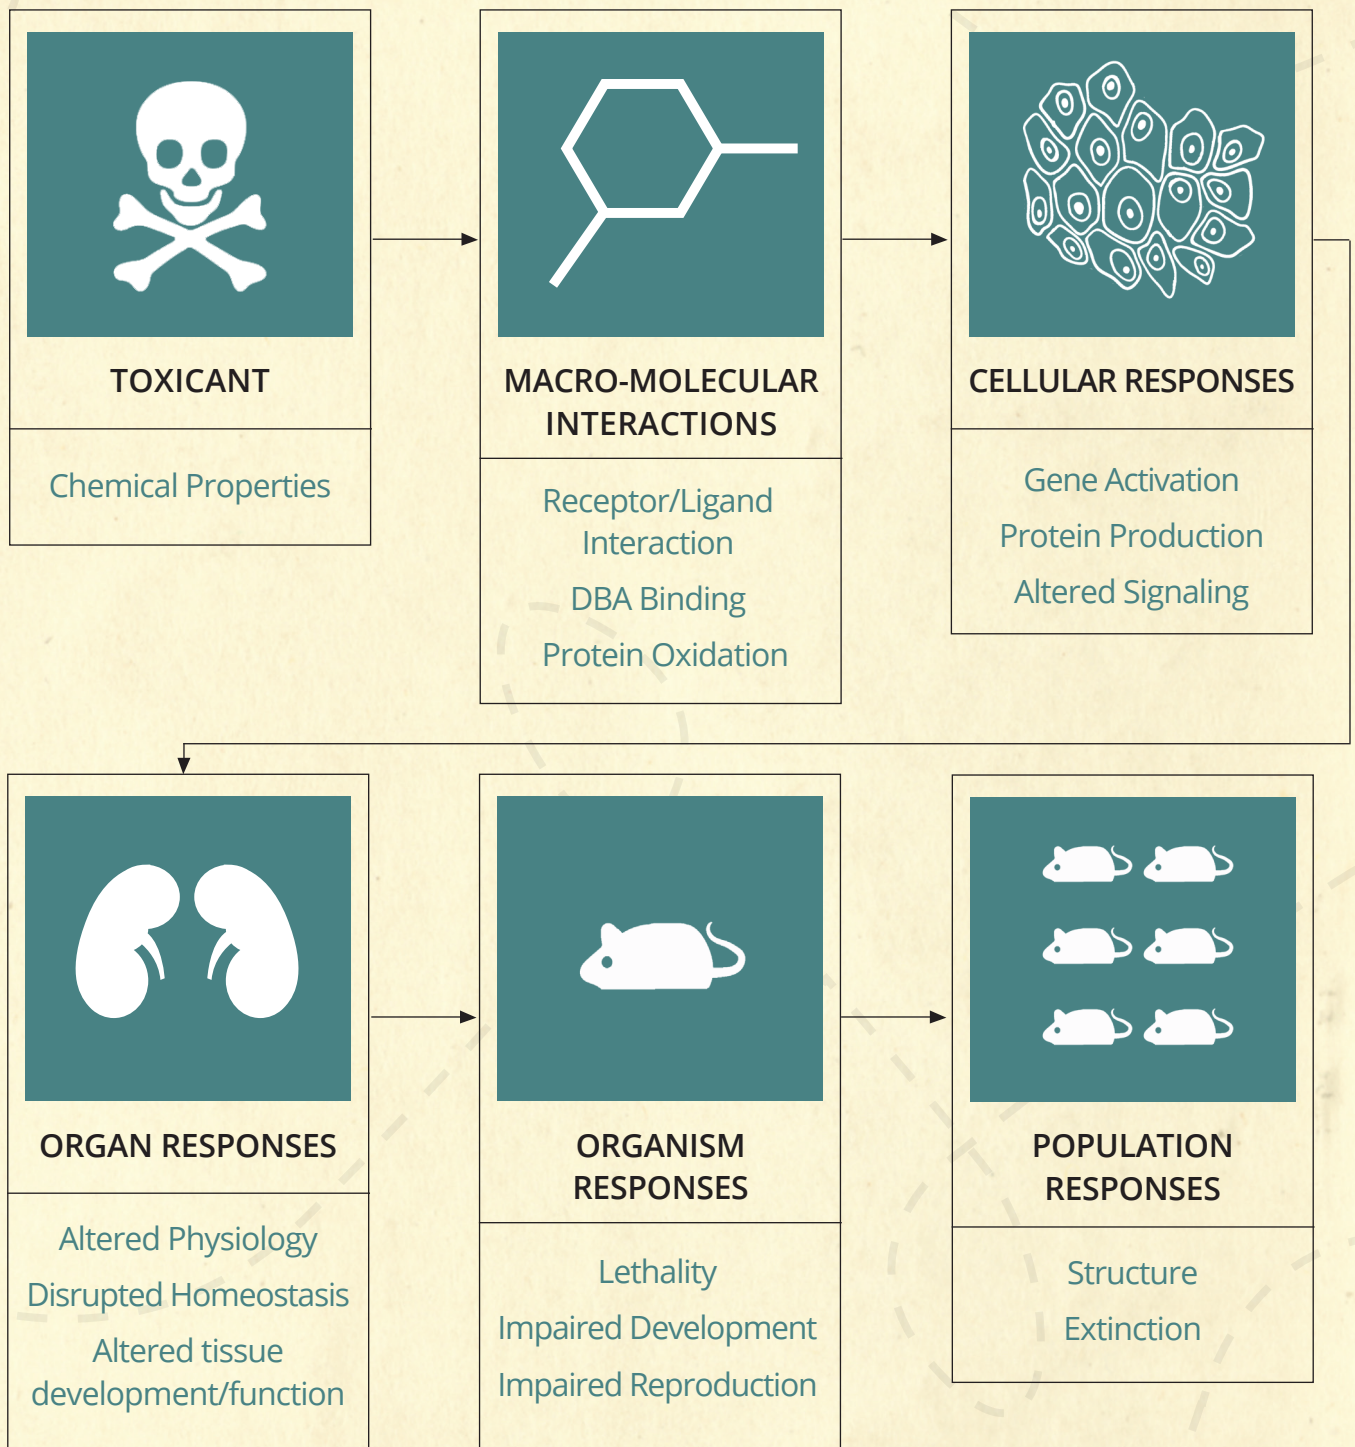 TOXICANT
Chemical Properties
MACRO-MOLECULAR
INTERACTIONS
Receptor/Ligand
Interaction
DBA Binding
Protein Oxidation
CELLULAR RESPONSES
Gene Activation
Protein Production
Altered Signaling
ORGAN RESPONSES
Altered Physiology
Disrupted Homeostasis
Altered tissue
development/function
ORGANISM
RESPONSES
Lethality
Impaired Development
Impaired Reproduction
POPULATION
RESPONSES
Structure
Extinction